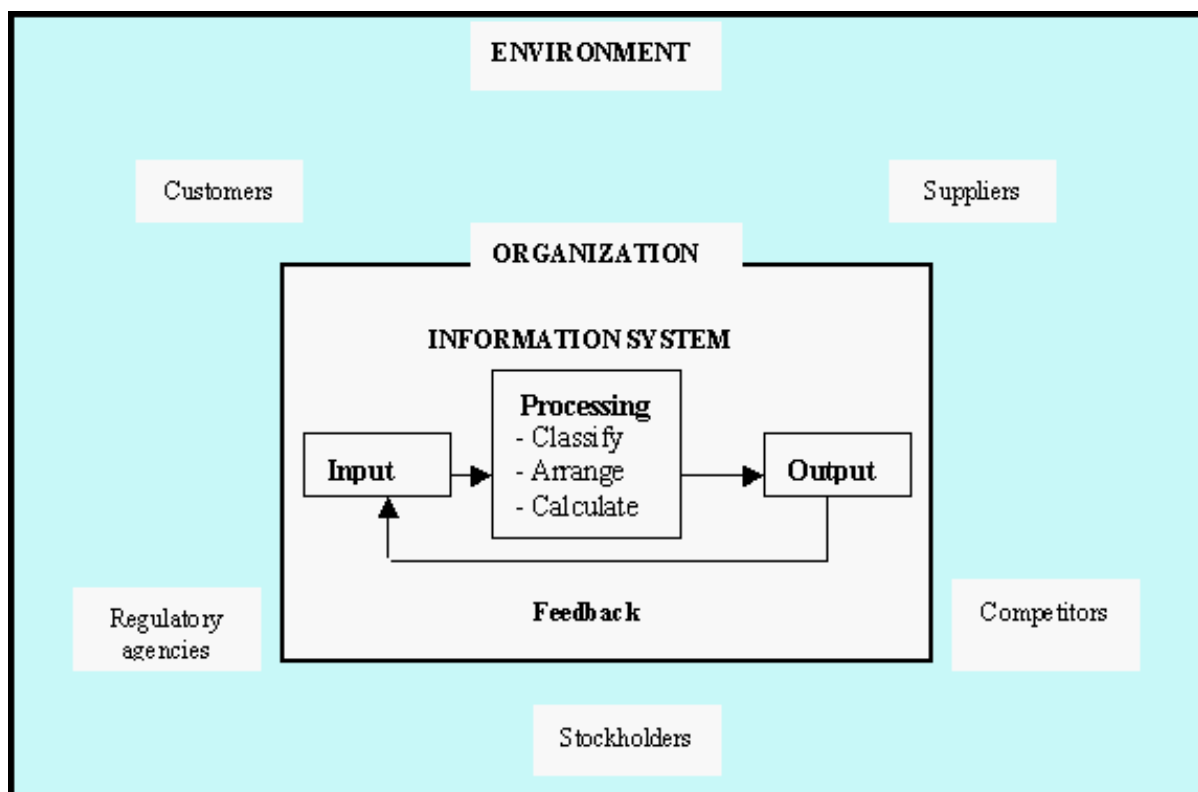 ENVIRONMENT
Customers
Suppliers
ORGANIZATION
INFORMATION SYSTEM
Processing
- Classify
- Arrange
- Calculate
Input
Output
Feedback
Regulatory
agencies
Competitors
Stockholders